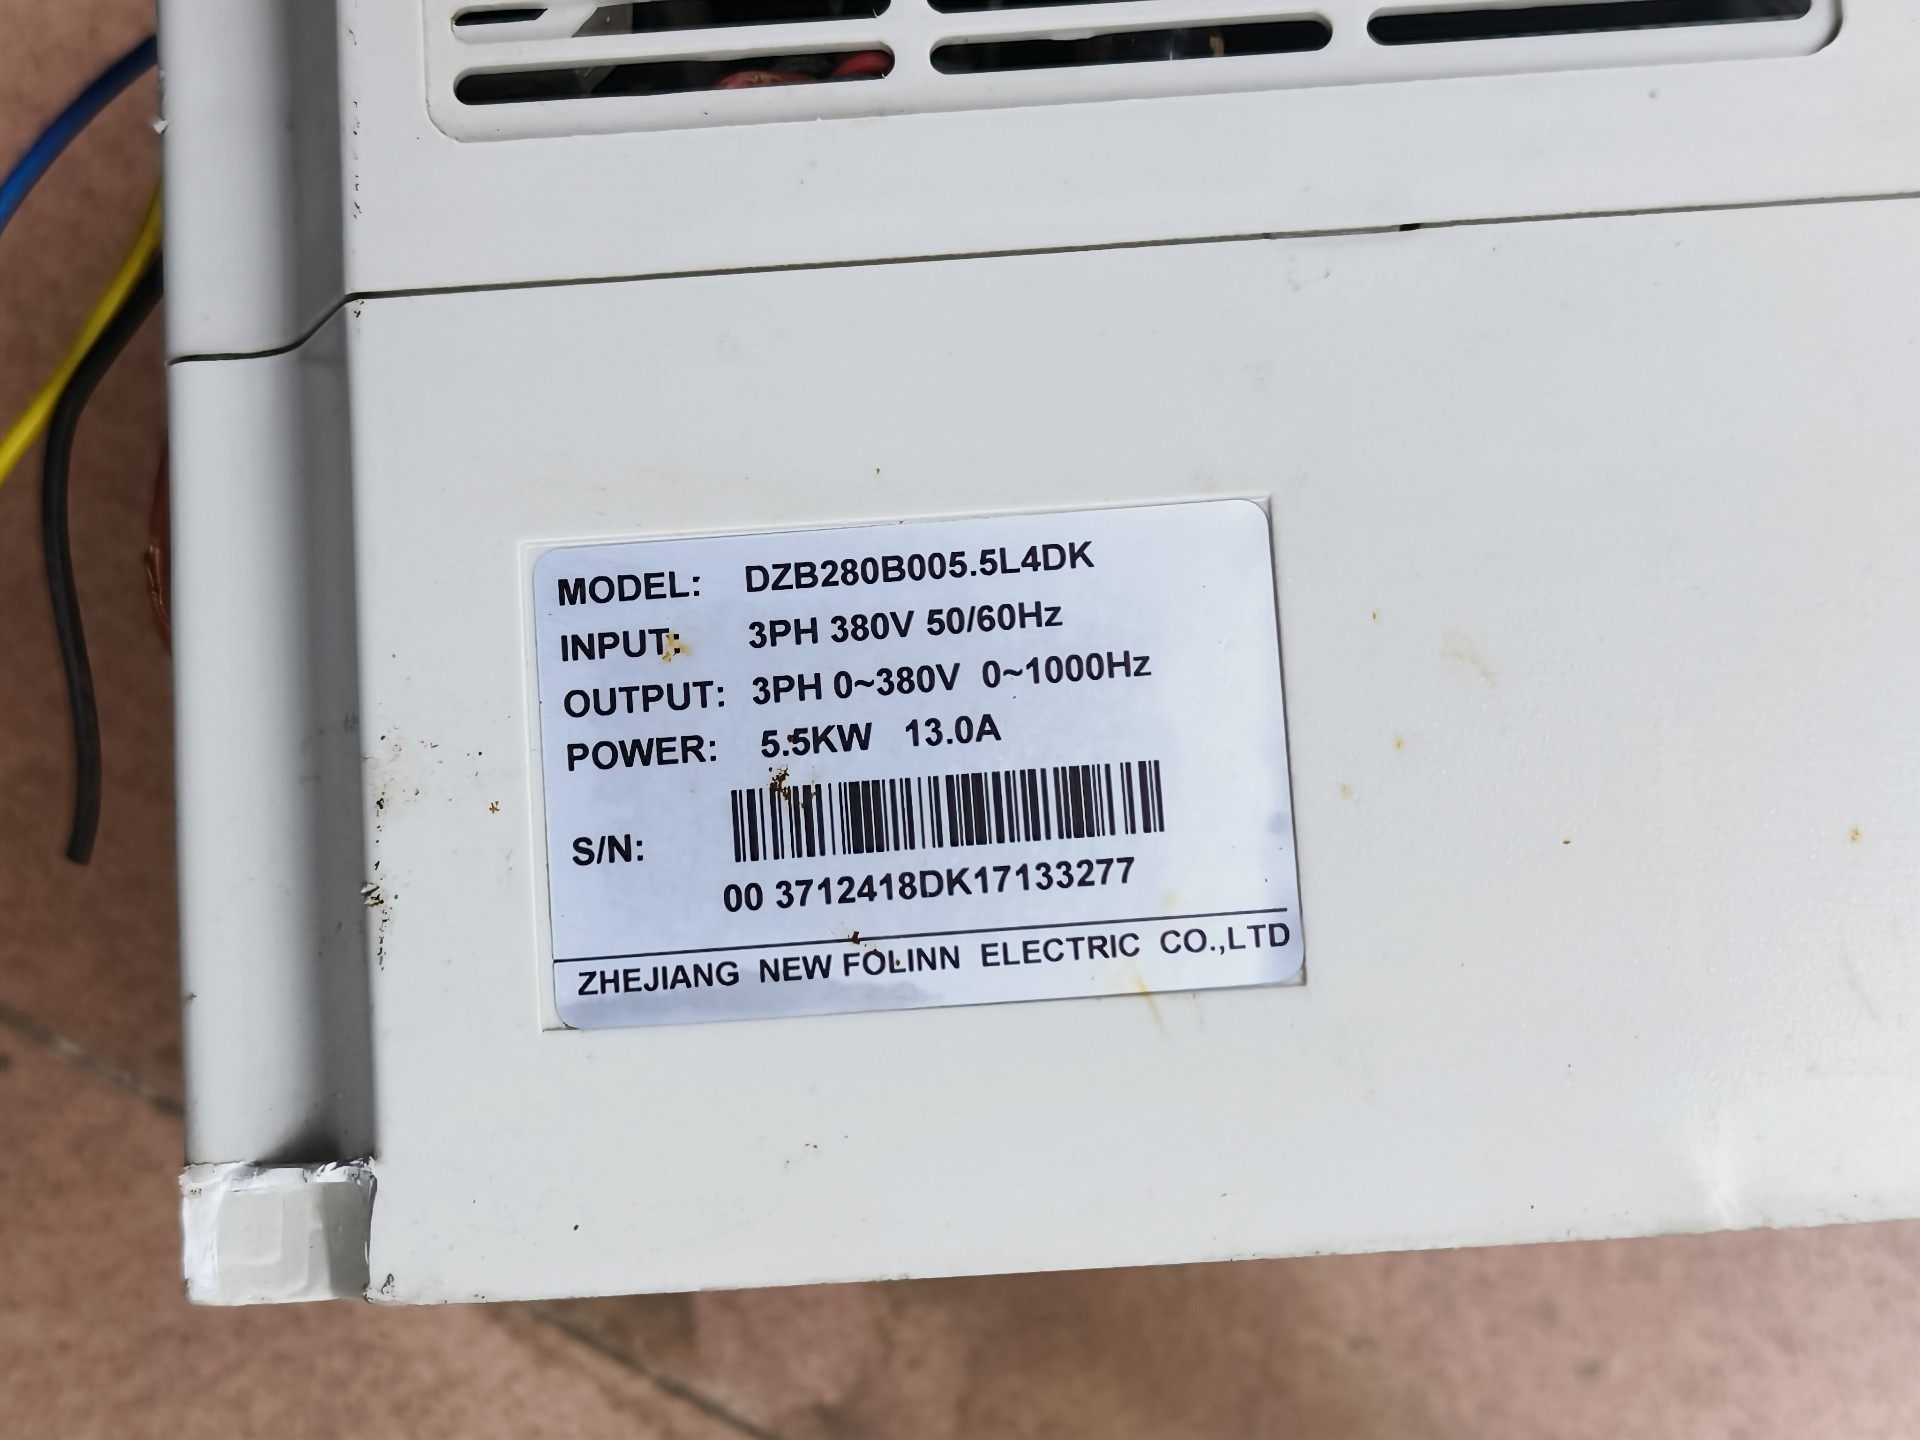 MODEL: DZB280B005.5L4DK
INPUT: 3PH 380V 50/60Hz
OUTPUT: 3PH 0~380V 0~1000Hz
POWER: 5.5KW 13.0A
S/N:
00 3712418DK17133277
ZHEJIANG NEW FOLINN ELECTRIC CO.,LTD